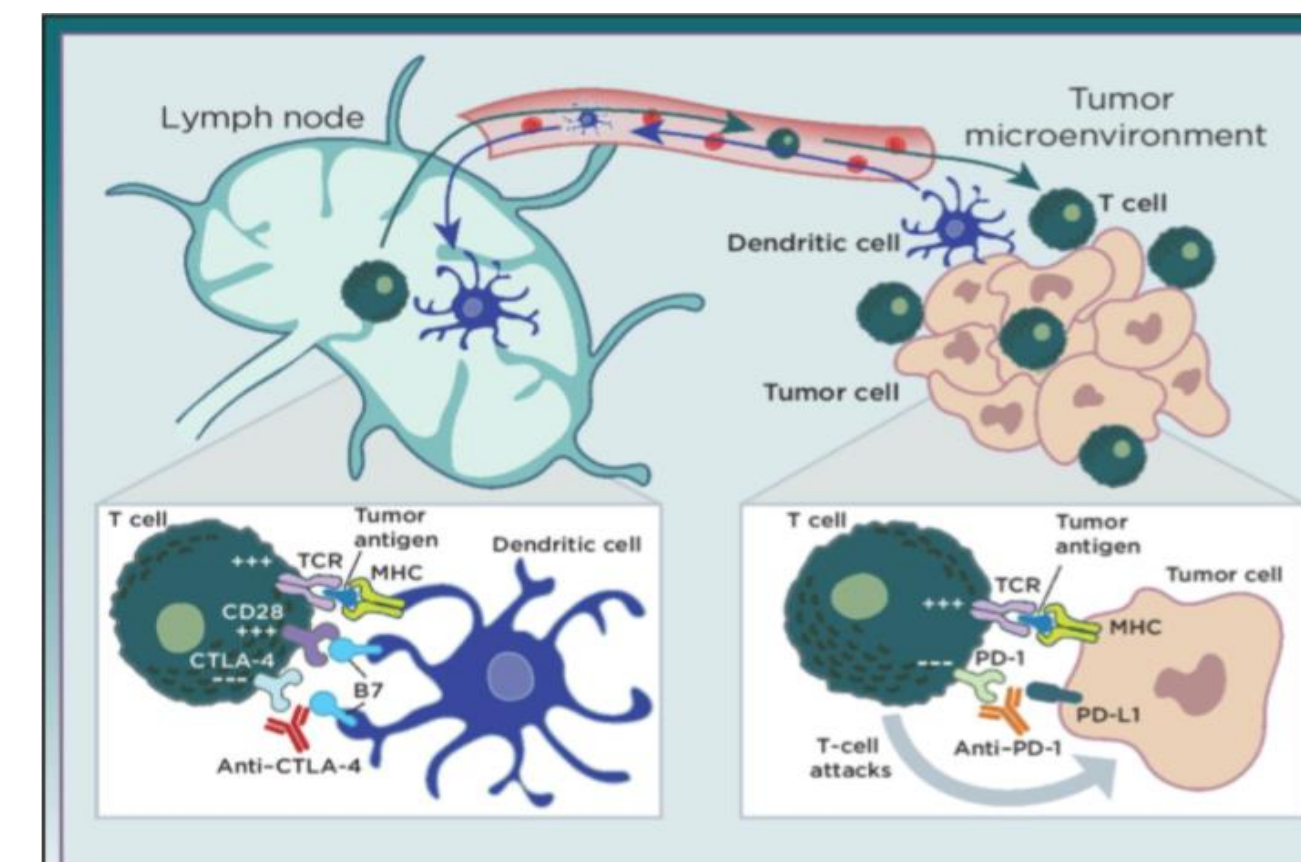 Lymph node
Tumor
microenvironment
T cell
Dendritic cell
Tumor cell
T cell
Tumor
antigen
Dendritic cell
+++
TCR
MHC
CD28
+++
CTLA-4
---
B7
Anti-CTLA-4
T cell
Tumor
antigen
Tumor cell
TCR
+++
MHC
---
PD-1
PD-L1
T-cell
attacks
Anti-PD-1